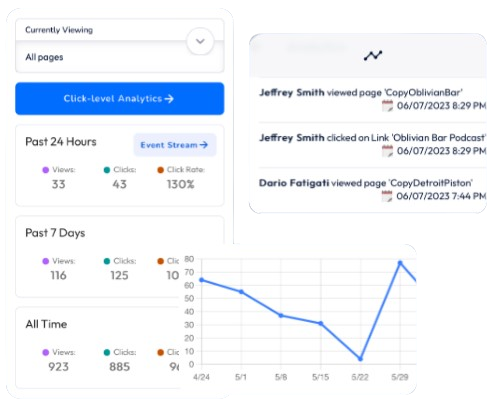 Currently Viewing
All pages
Click-level Analytics →
Past 24 Hours
Event Stream →
Views: Clicks: Click Rate:
33 43 130%
Past 7 Days
Views: Clicks: Clic
116 125 10
All Time
Views: Clicks:
923 885
Jeffrey Smith viewed page 'CopyOblivianBar'
06/07/2023 8:29 PM
Jeffrey Smith clicked on Link 'Oblivian Bar Podcast'
06/07/2023 8:29 PM
Dario Fatigati viewed page 'CopyDetroitPiston'
06/07/2023 7:44 PM
80
70
60
50
40
30
20
10
0
4/24 5/1 5/8 5/15 5/22 5/29